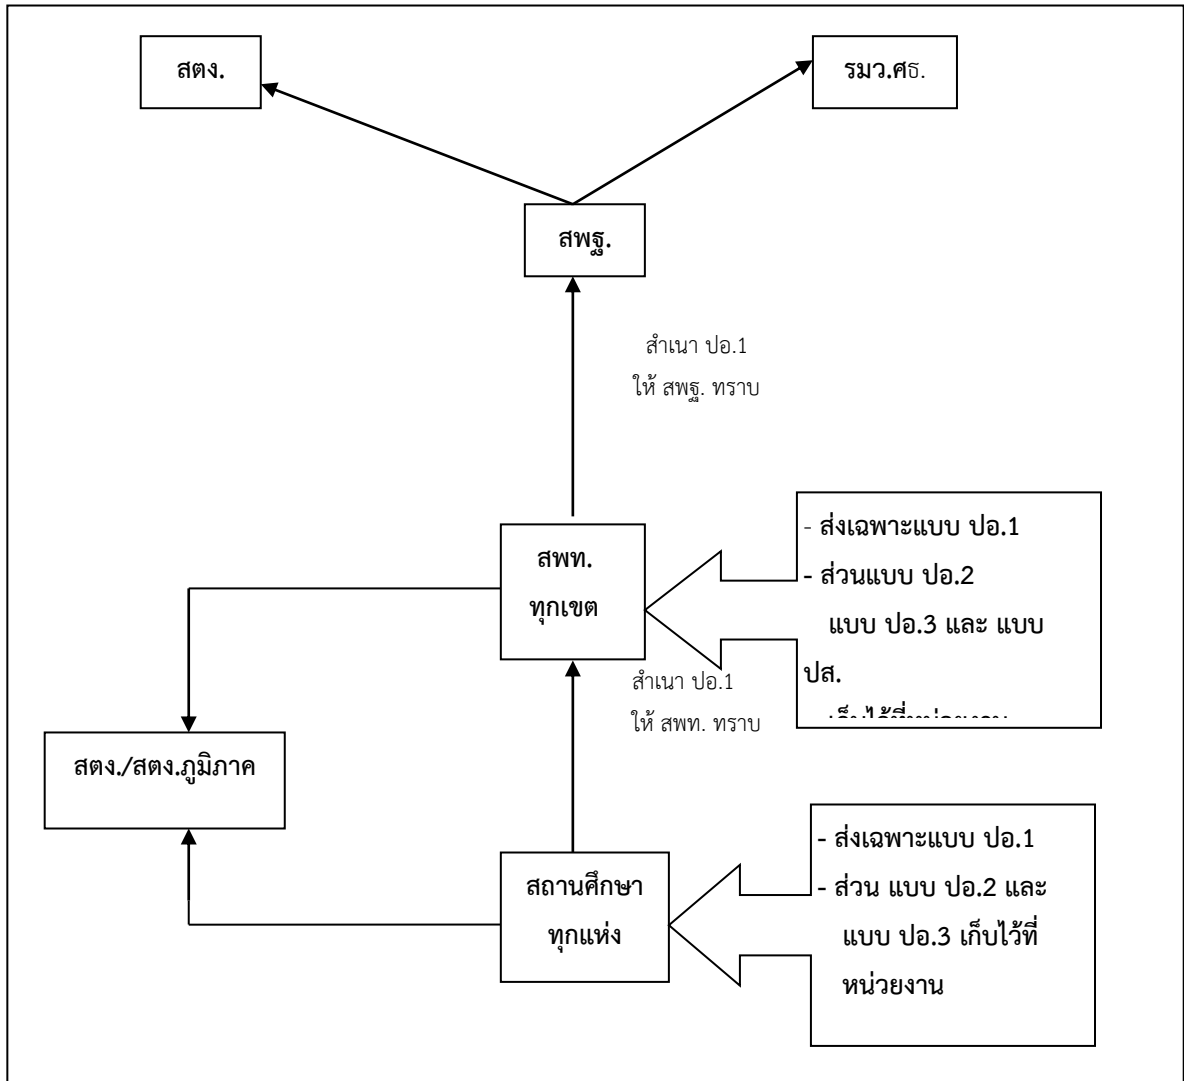 สตง.
รมว.ศธ.
สพฐ.
สำเนา ปอ.1
ให้ สพฐ. ทราบ
สพท.
ทุกเขต
- ส่งเฉพาะแบบ ปอ.1
- ส่วนแบบ ปอ.2
แบบ ปอ.3 และ แบบ
ปส.
สำเนา ปอ.1
ให้ สพท. ทราบ
สตง./สตง.ภูมิภาค
สถานศึกษา
ทุกแห่ง
- ส่งเฉพาะแบบ ปอ.1
- ส่วน แบบ ปอ.2 และ
แบบ ปอ.3 เก็บไว้ที่
หน่วยงาน